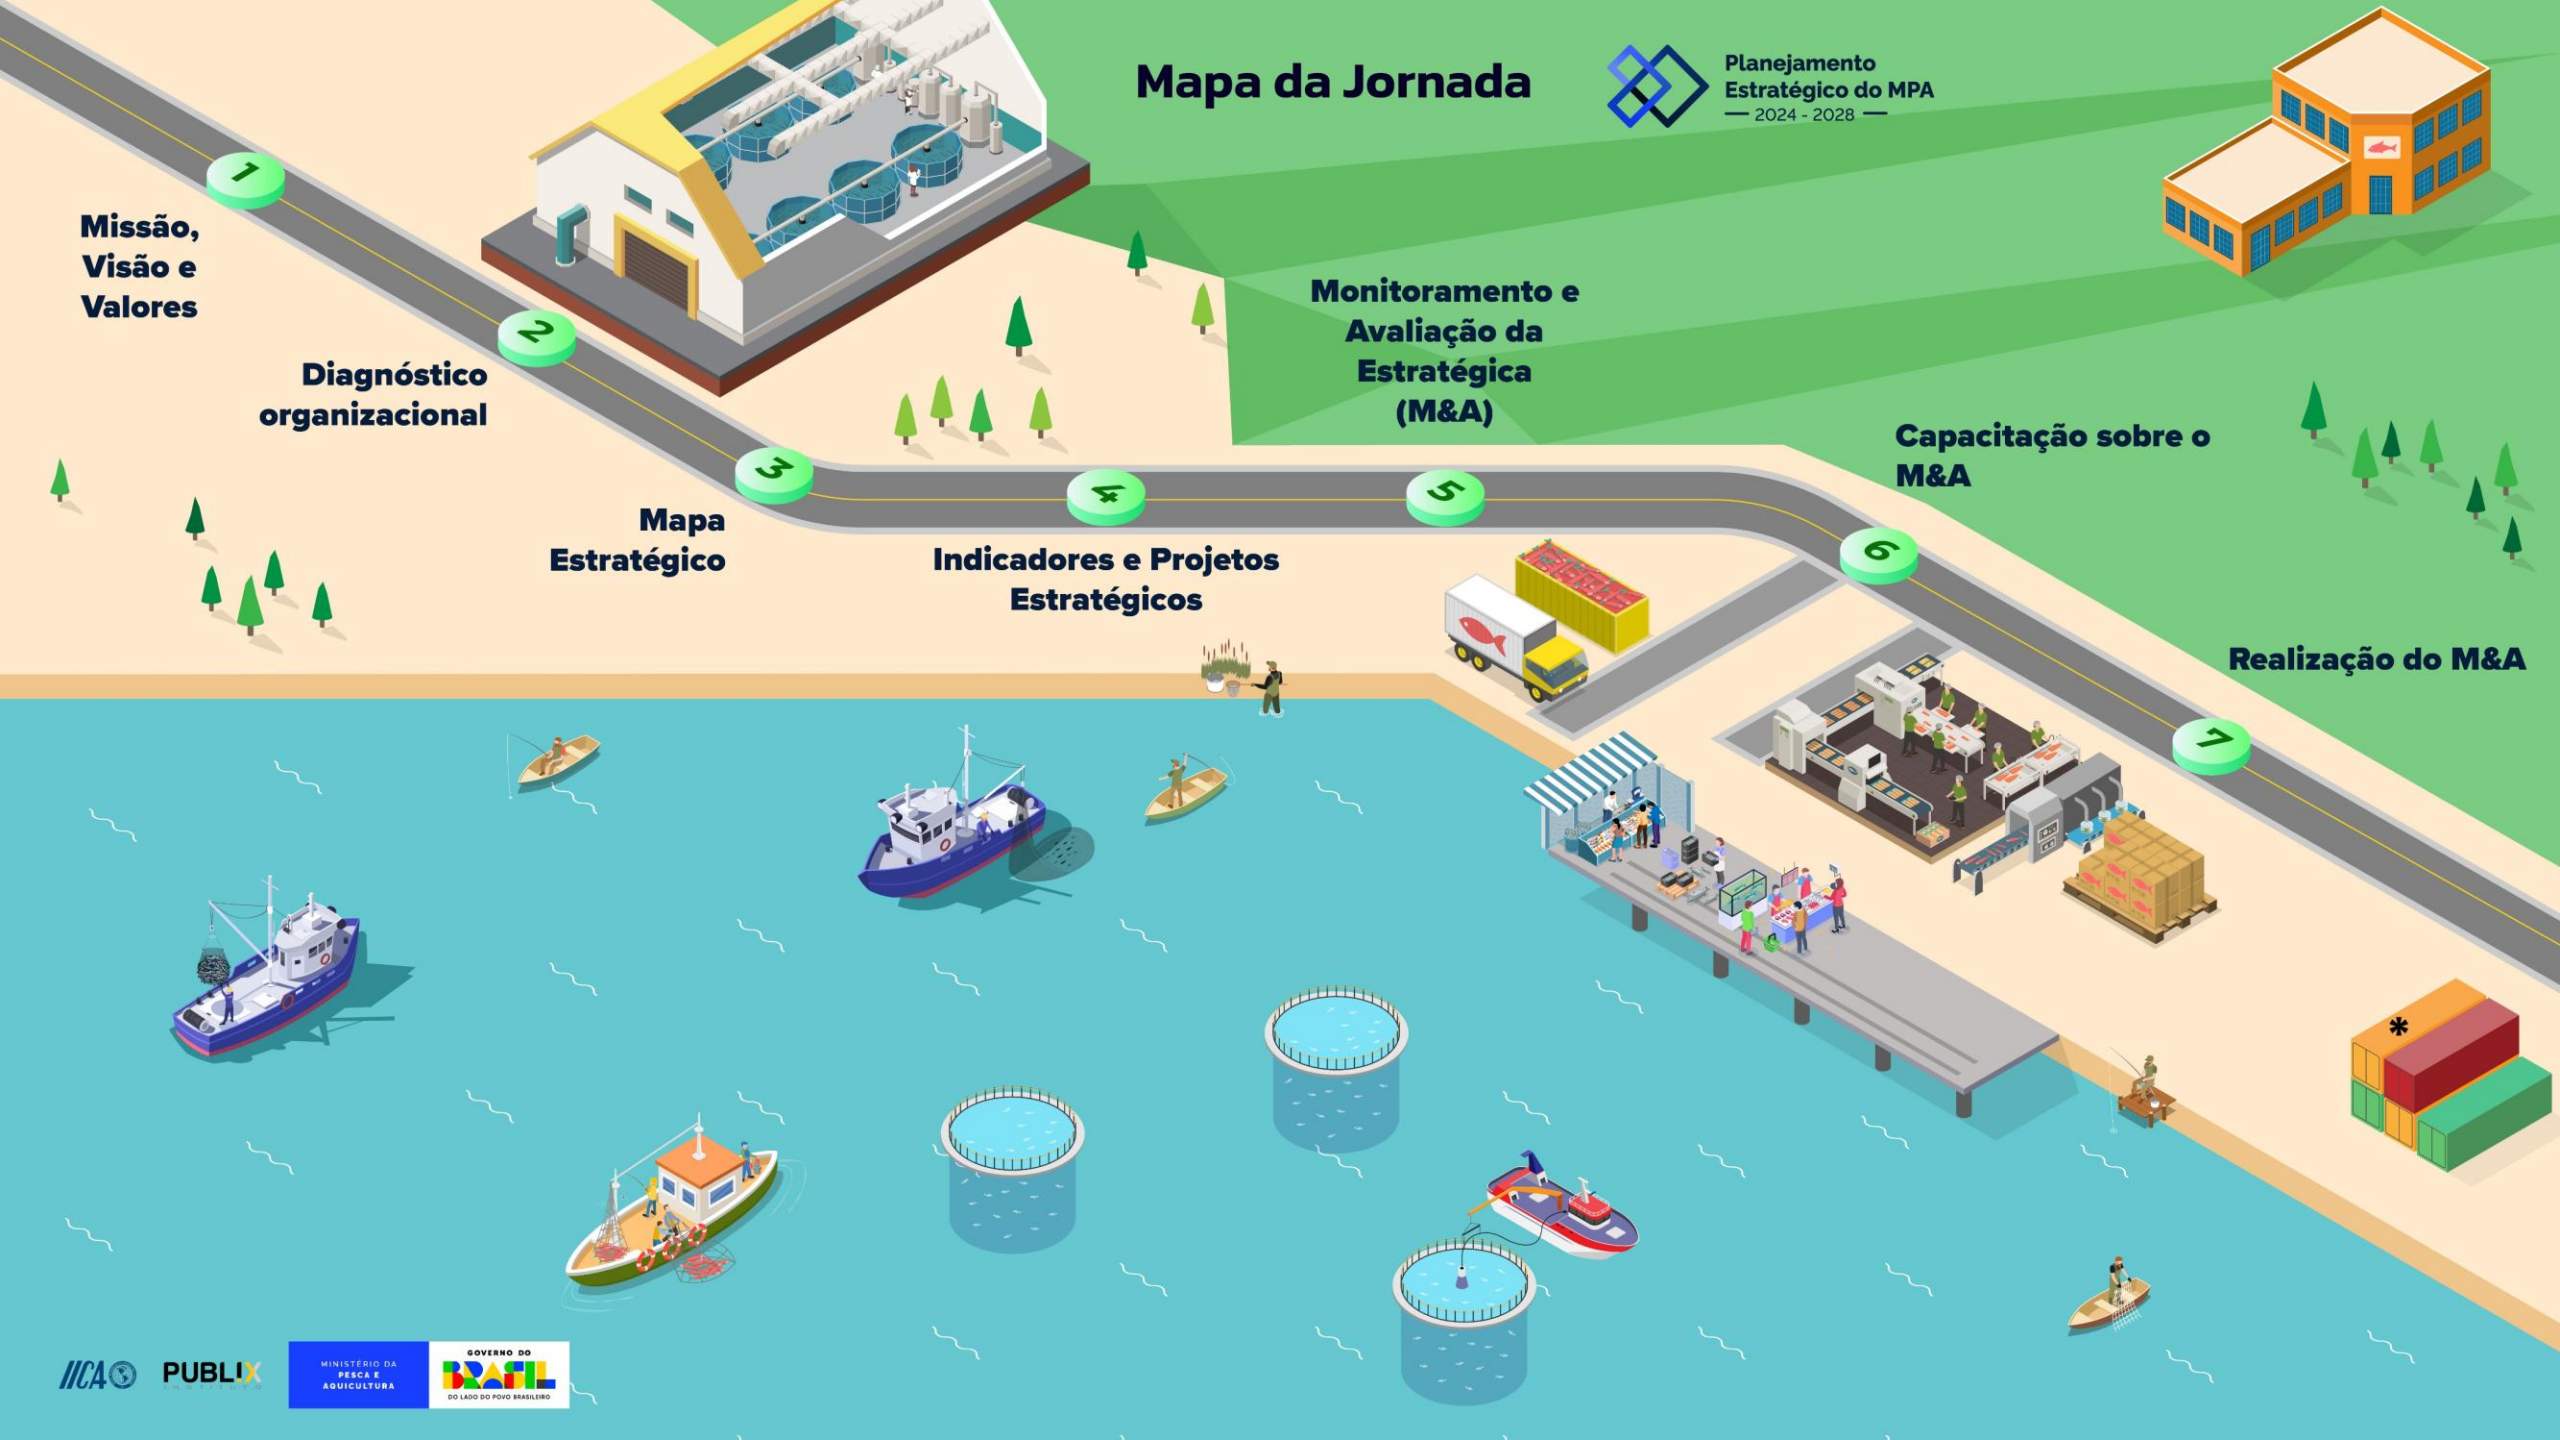 Mapa da Jornada
Planejamento
Estratégico do MPA
2024 - 2028
1
Missão,
Visão e
Valores
2
Diagnóstico
organizacional
3
Mapa
Estratégico
4
Indicadores e Projetos
Estratégicos
5
Monitoramento e
Avaliação da
Estratégica
(M&A)
6
Capacitação sobre o
M&A
7
Realização do M&A
*
IICA
PUBLIX
INSTITUTO
MINISTÉRIO DA
PESCA E
AQUICULTURA
GOVERNO DO
BRASIL
DO LADO DO POVO BRASILEIRO